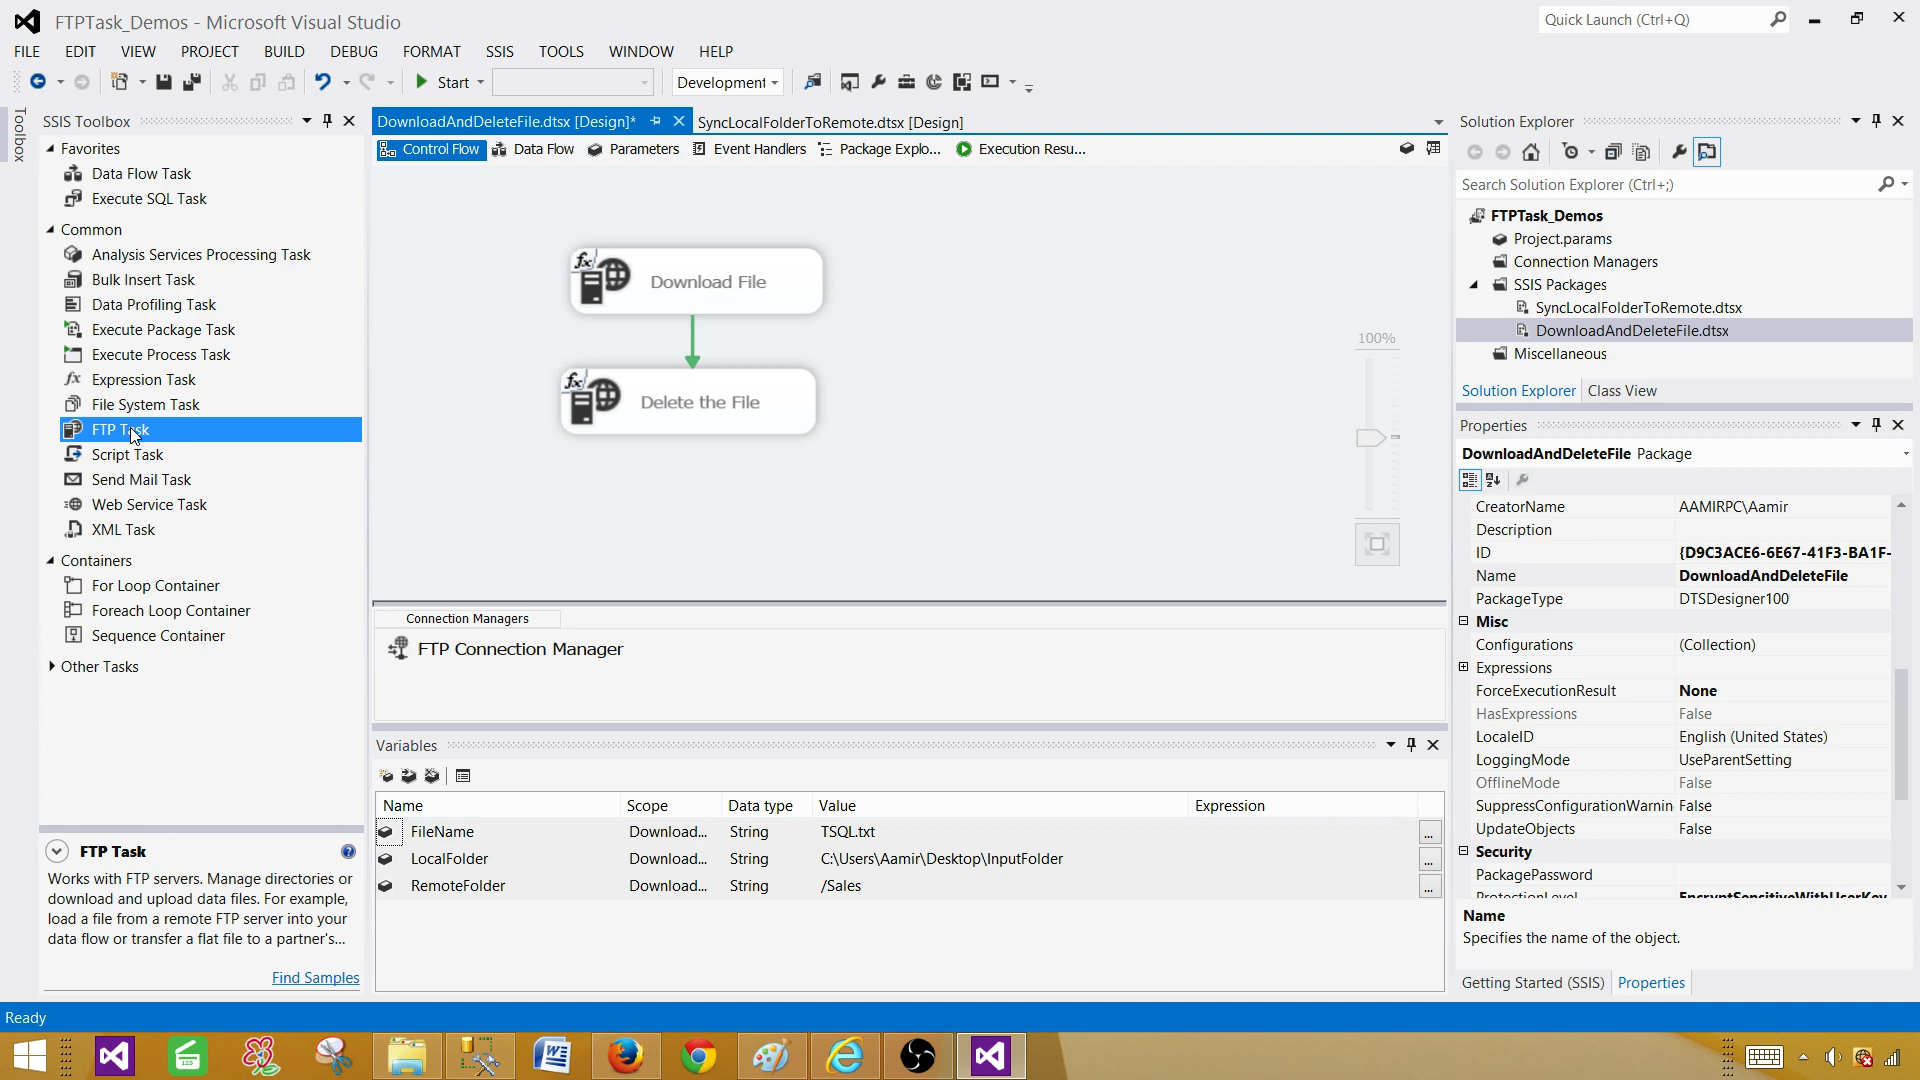 FTPTask_Demos - Microsoft Visual Studio
Quick Launch (Ctrl+Q)
FILE EDIT VIEW PROJECT BUILD DEBUG FORMAT SSIS TOOLS WINDOW HELP
Start
Development
Toolbox
SSIS Toolbox
Favorites
Data Flow Task
Execute SQL Task
Common
Analysis Services Processing Task
Bulk Insert Task
Data Profiling Task
Execute Package Task
Execute Process Task
Expression Task
File System Task
FTP Task
Script Task
Send Mail Task
Web Service Task
XML Task
Containers
For Loop Container
Foreach Loop Container
Sequence Container
Other Tasks
FTP Task
Works with FTP servers. Manage directories or
download and upload data files. For example,
load a file from a remote FTP server into your
data flow or transfer a flat file to a partner's...
Find Samples
DownloadAndDeleteFile.dtsx [Design]*
SyncLocalFolderToRemote.dtsx [Design]
Control Flow Data Flow Parameters Event Handlers Package Explo... Execution Resu...
fx
Download File
fx
Delete the File
100%
Connection Managers
FTP Connection Manager
Variables
Name Scope Data type Value Expression
FileName Download... String TSQL.txt ...
LocalFolder Download... String C:\Users\Aamir\Desktop\InputFolder ...
RemoteFolder Download... String /Sales ...
Solution Explorer
Search Solution Explorer (Ctrl+;)
FTPTask_Demos
Project.params
Connection Managers
SSIS Packages
SyncLocalFolderToRemote.dtsx
DownloadAndDeleteFile.dtsx
Miscellaneous
Solution Explorer Class View
Properties
DownloadAndDeleteFile Package
CreatorName AAMIRPC\Aamir
Description
ID {D9C3ACE6-6E67-41F3-BA1F-
Name DownloadAndDeleteFile
PackageType DTSDesigner100
Misc
Configurations (Collection)
Expressions
ForceExecutionResult None
HasExpressions False
LocaleID English (United States)
LoggingMode UseParentSetting
OfflineMode False
SuppressConfigurationWarnin False
UpdateObjects False
Security
PackagePassword
ProtectionLevel EncryptSensitiveWithUserKey
Name
Specifies the name of the object.
Getting Started (SSIS) Properties
Ready